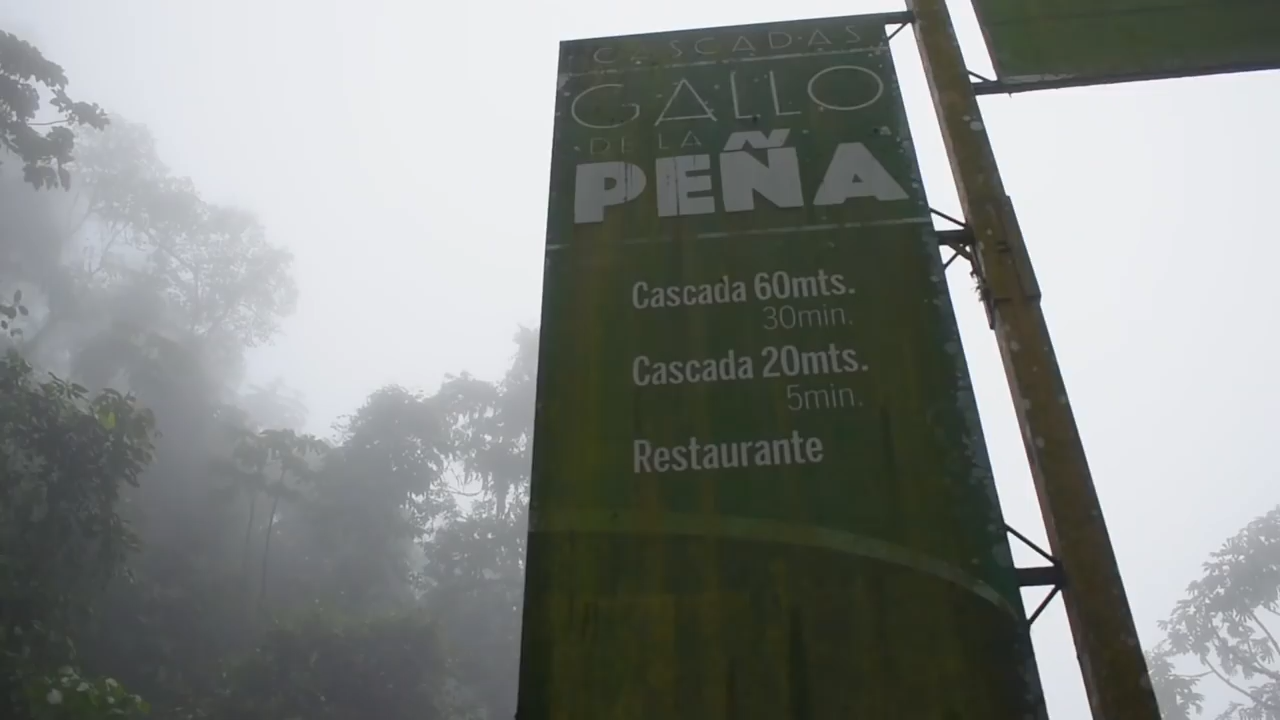 CASCADAS
GALLO
DE LA
PEÑA
Cascada 60mts.
30min.
Cascada 20mts.
5min.
Restaurante